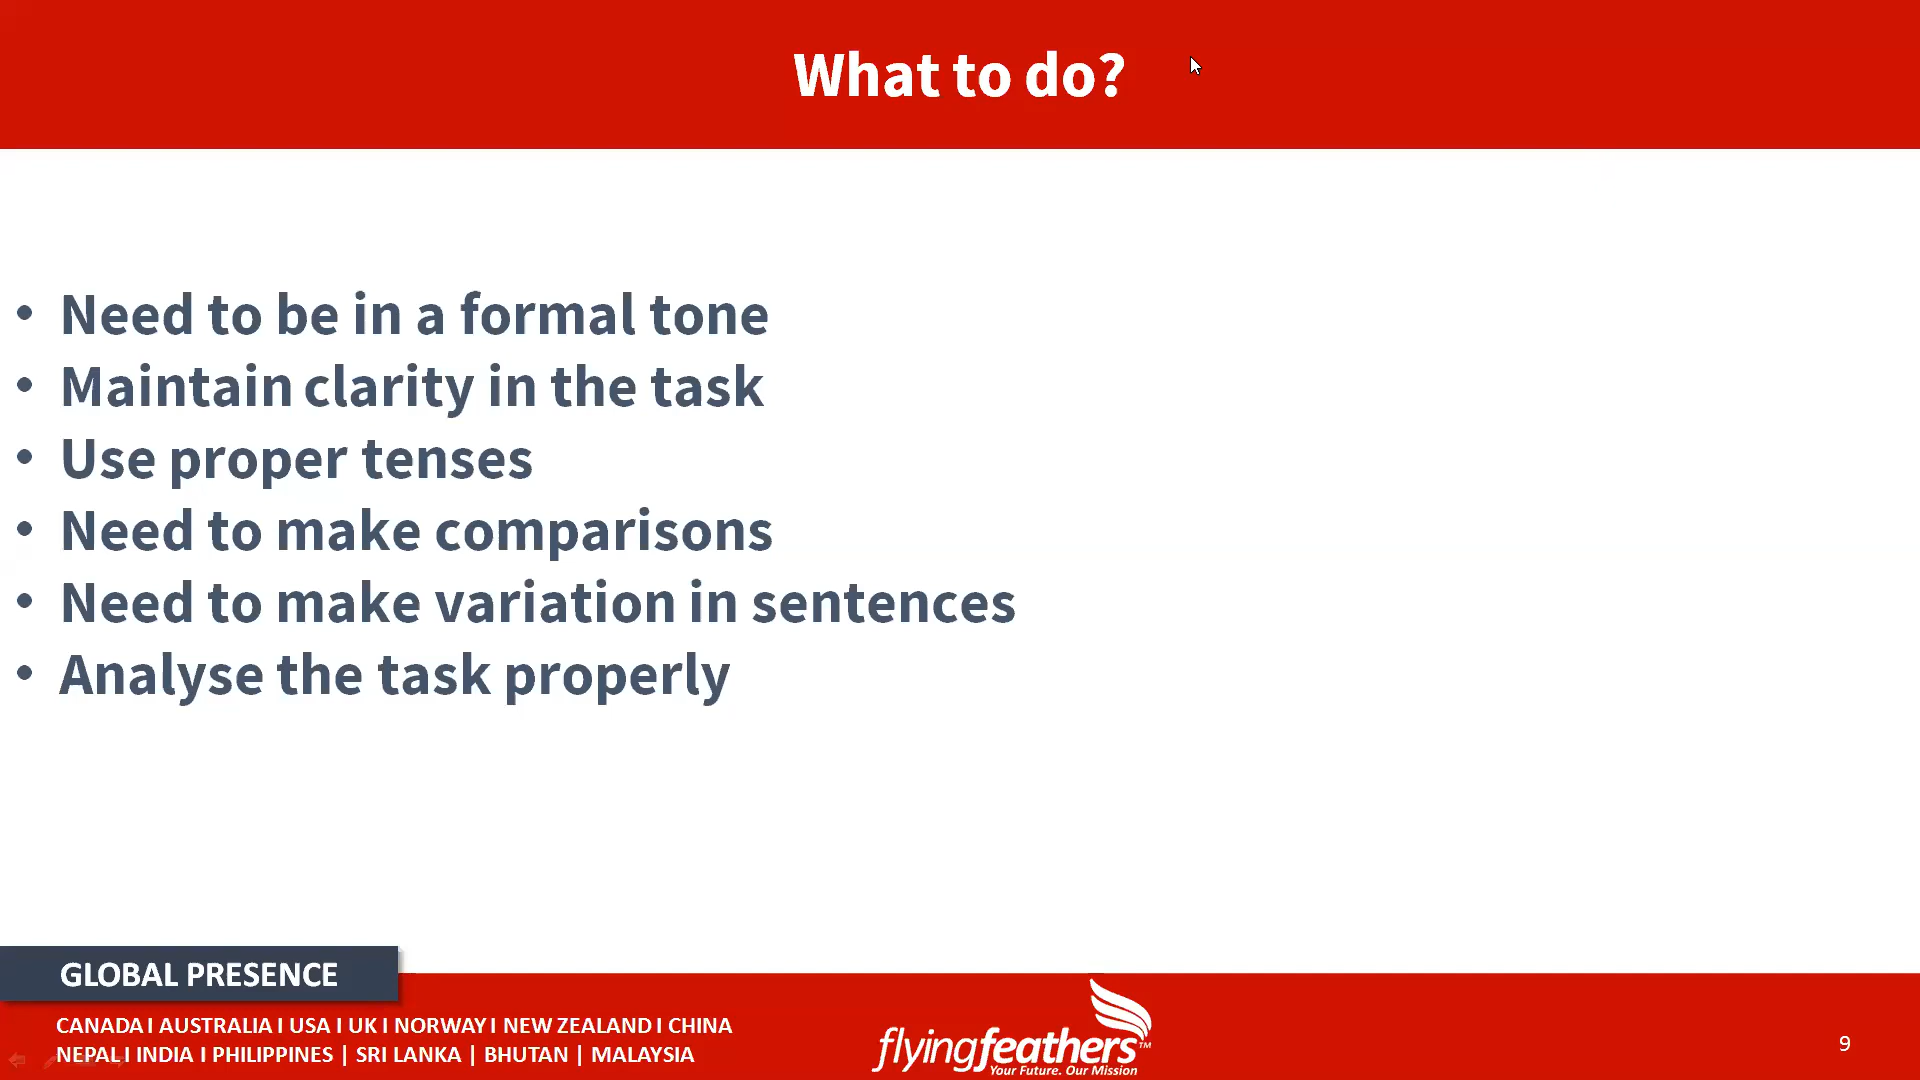 What to do?
• Need to be in a formal tone
• Maintain clarity in the task
• Use proper tenses
• Need to make comparisons
• Need to make variation in sentences
• Analyse the task properly
GLOBAL PRESENCE
CANADA I AUSTRALIA I USA I UK I NORWAY I NEW ZEALAND I CHINA
NEPAL I INDIA I PHILIPPINES | SRI LANKA | BHUTAN | MALAYSIA
flyingfeathers™
Your Future. Our Mission
9